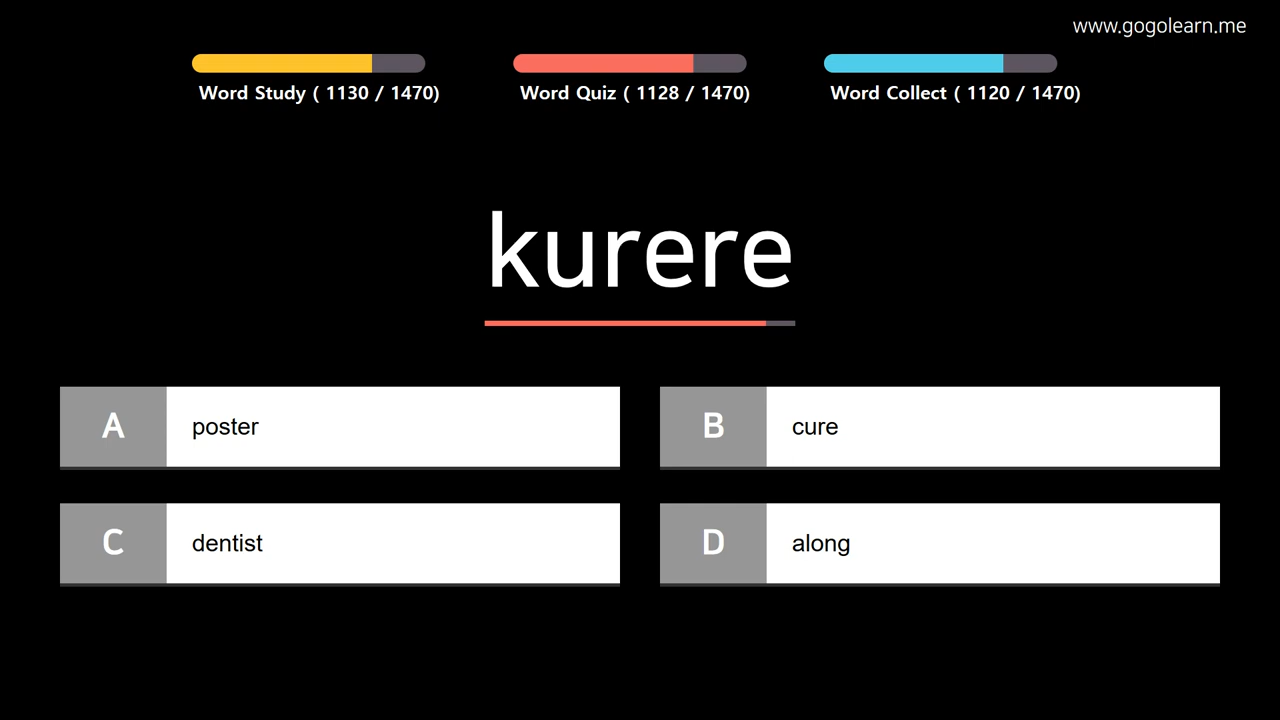 www.gogolearn.me
Word Study ( 1130 / 1470)
Word Quiz ( 1128 / 1470)
Word Collect ( 1120 / 1470)
kurere
A poster
B cure
C dentist
D along